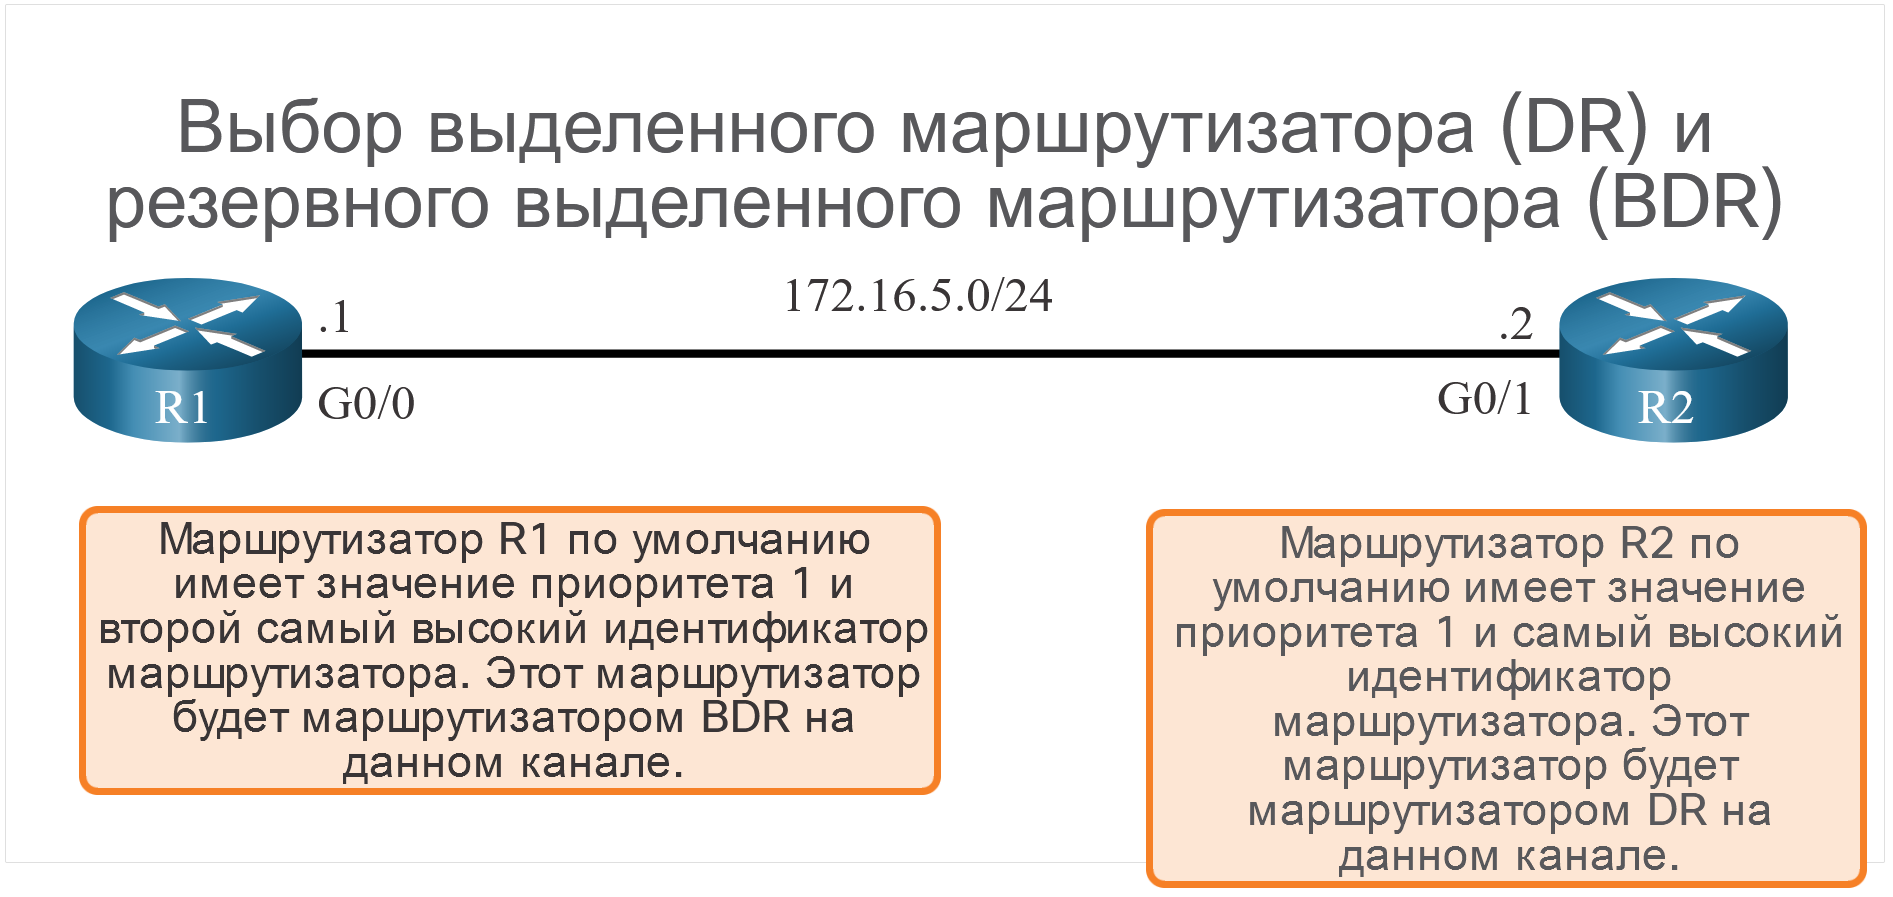 Выбор выделенного маршрутизатора (DR) и
резервного выделенного маршрутизатора (BDR)
172.16.5.0/24
.1
.2
G0/0
G0/1
R1
R2
Маршрутизатор R1 по умолчанию
имеет значение приоритета 1 и
второй самый высокий идентификатор
маршрутизатора. Этот маршрутизатор
будет маршрутизатором BDR на
данном канале.
Маршрутизатор R2 по
умолчанию имеет значение
приоритета 1 и самый высокий
идентификатор
маршрутизатора. Этот
маршрутизатор будет
маршрутизатором DR на
данном канале.